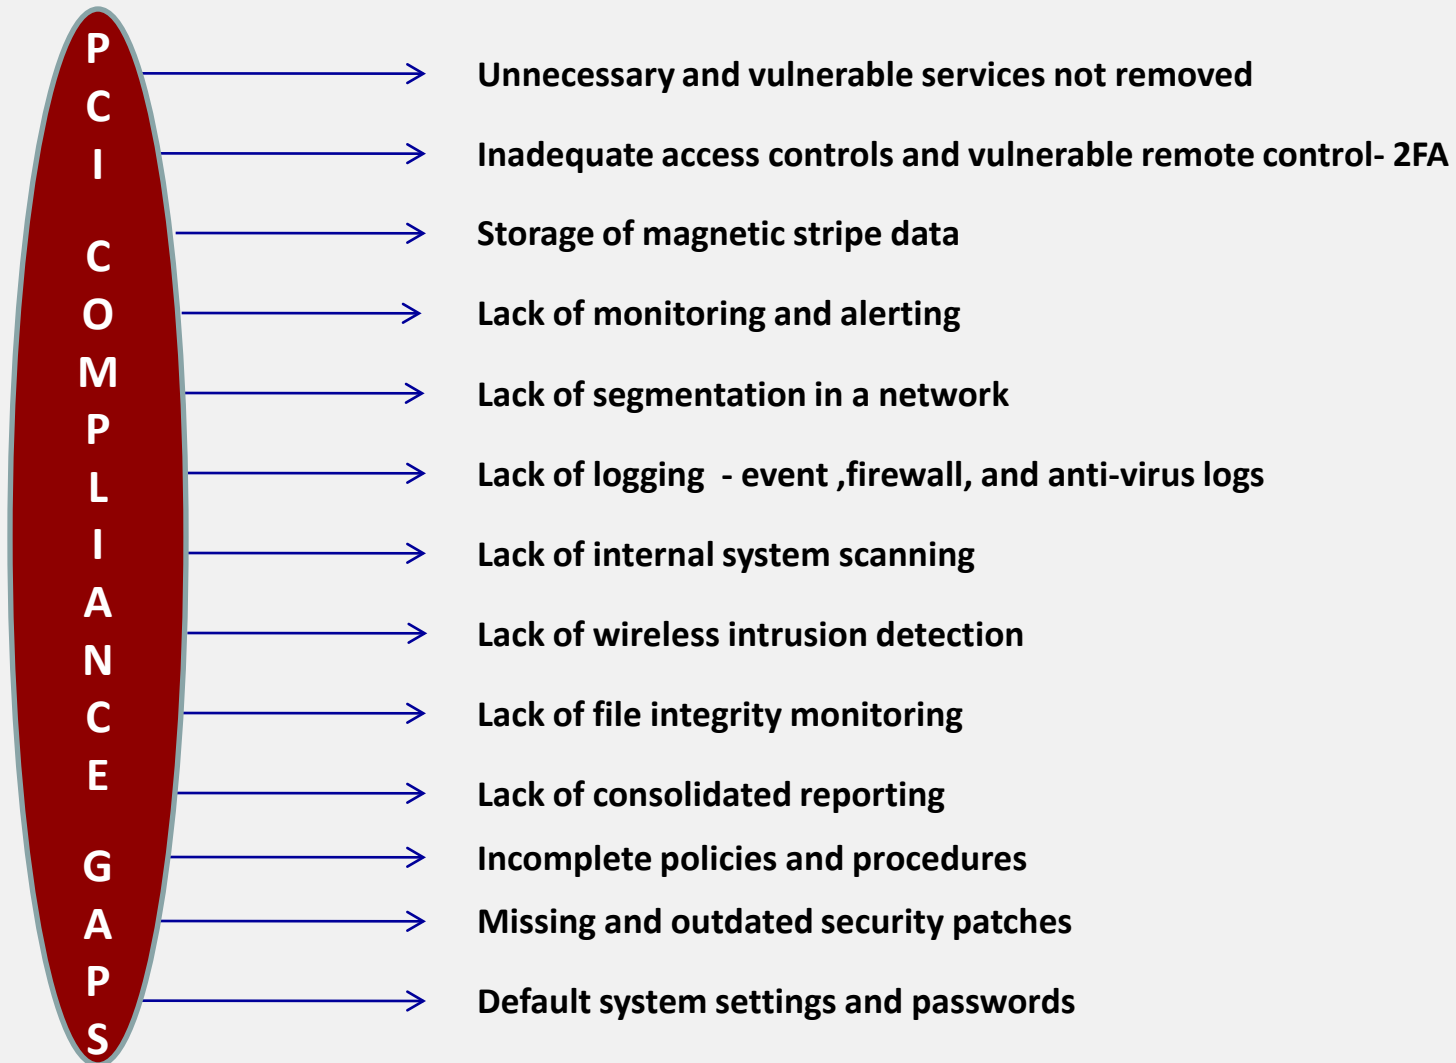 PCI COMPLIANCE GAPS
Unnecessary and vulnerable services not removed
Inadequate access controls and vulnerable remote control- 2FA
Storage of magnetic stripe data
Lack of monitoring and alerting
Lack of segmentation in a network
Lack of logging  - event ,firewall, and anti-virus logs
Lack of internal system scanning
Lack of wireless intrusion detection
Lack of file integrity monitoring
Lack of consolidated reporting
Incomplete policies and procedures
Missing and outdated security patches
Default system settings and passwords